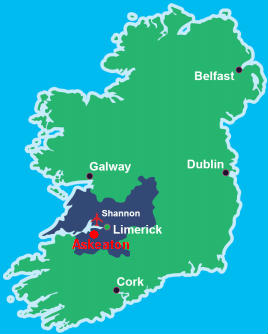 Belfast
Dublin
Galway
Shannon
Limerick
Askeaton
Cork